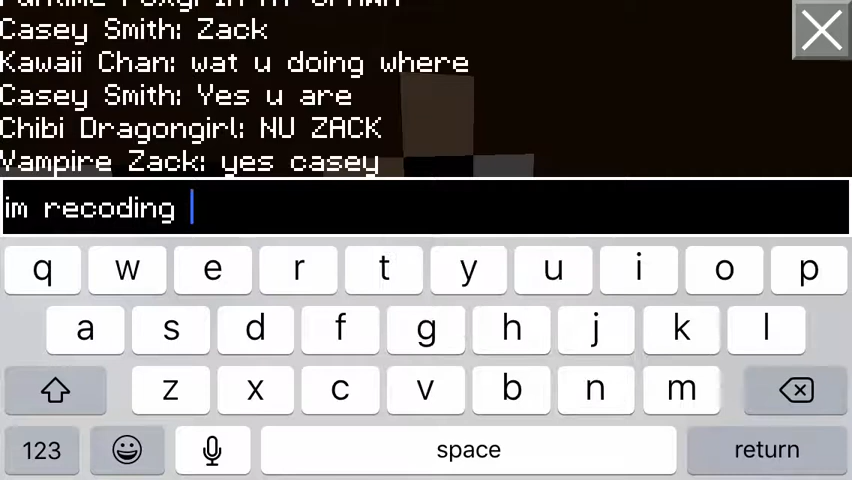 Casey Smith: Zack
Kawaii Chan: wat u doing where
Casey Smith: Yes u are
Chibi Dragongirl: NU ZACK
Vampire Zack: yes casey
im recoding
q w e r t y u i o p
a s d f g h j k l
z x c v b n m
123 space return